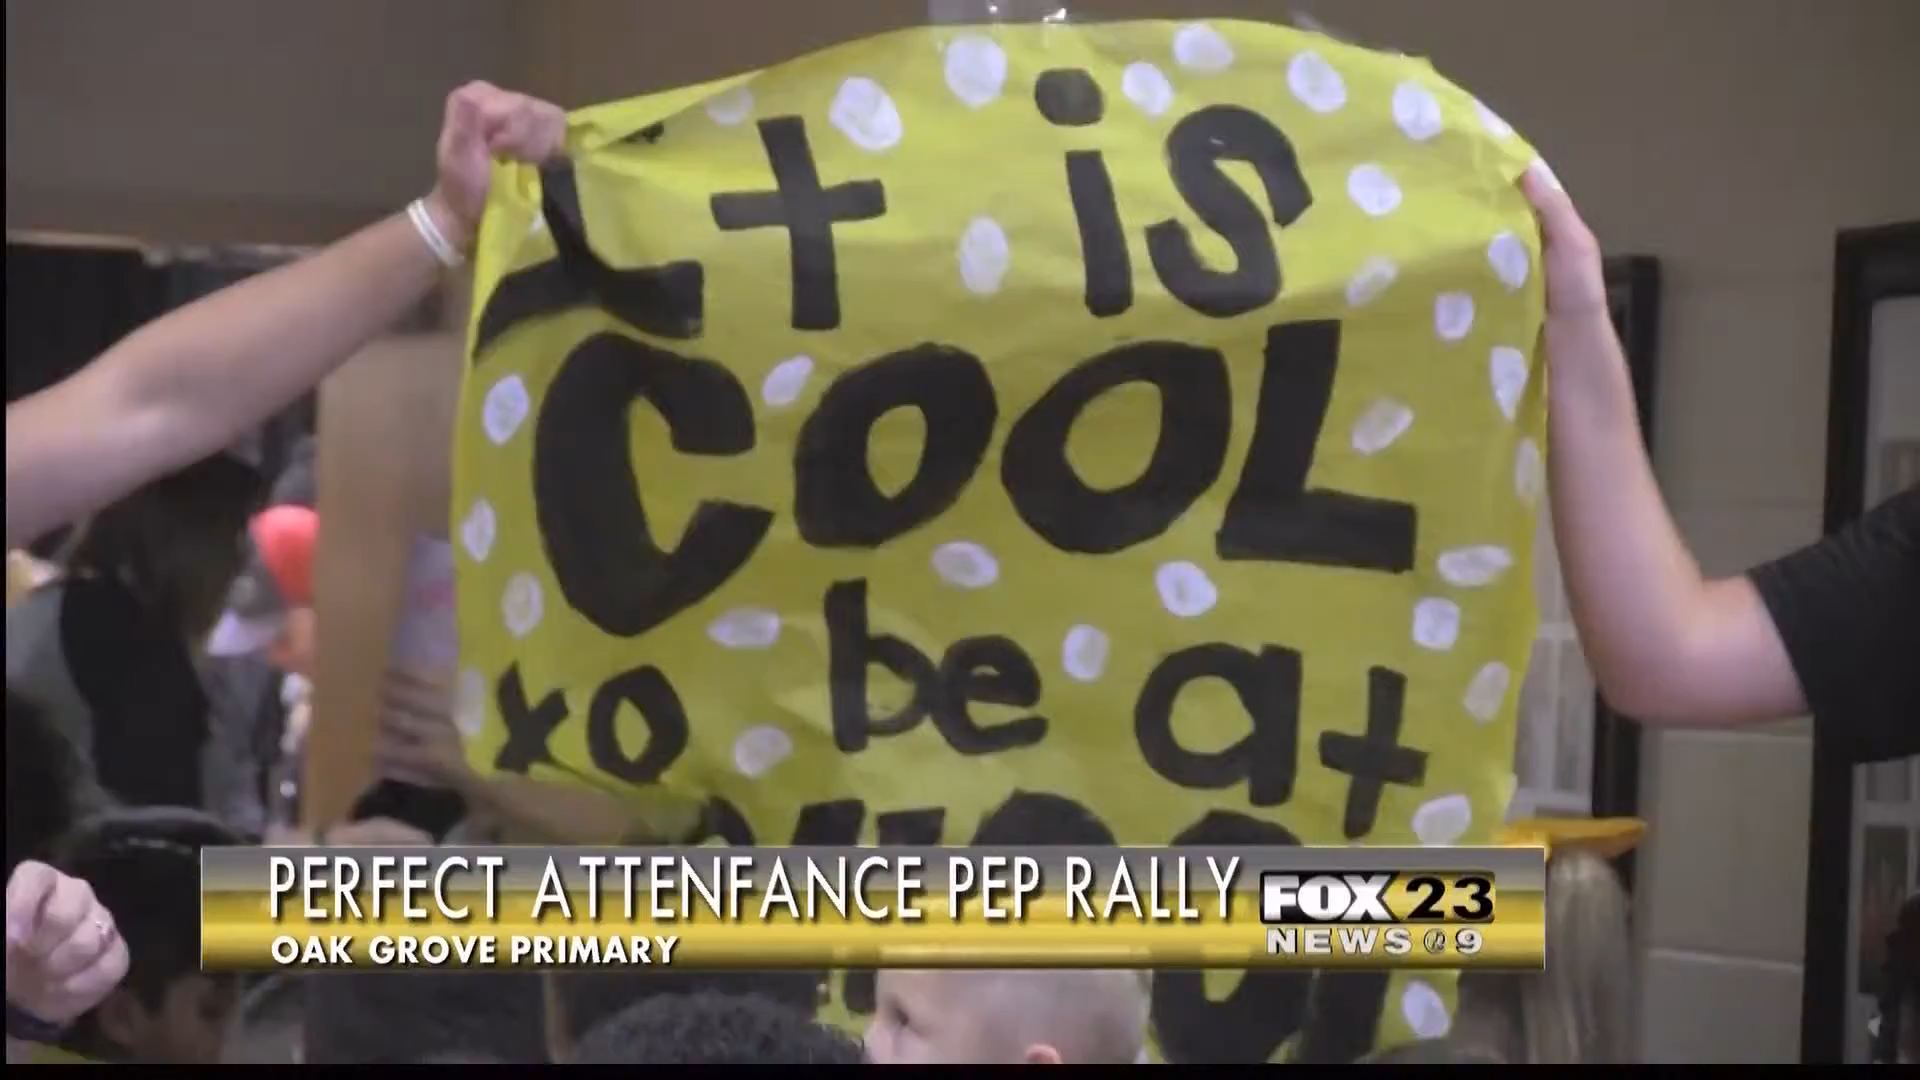 It is
COOL
to be at
PERFECT ATTENFANCE PEP RALLY
OAK GROVE PRIMARY
FOX 23
NEWS @ 9